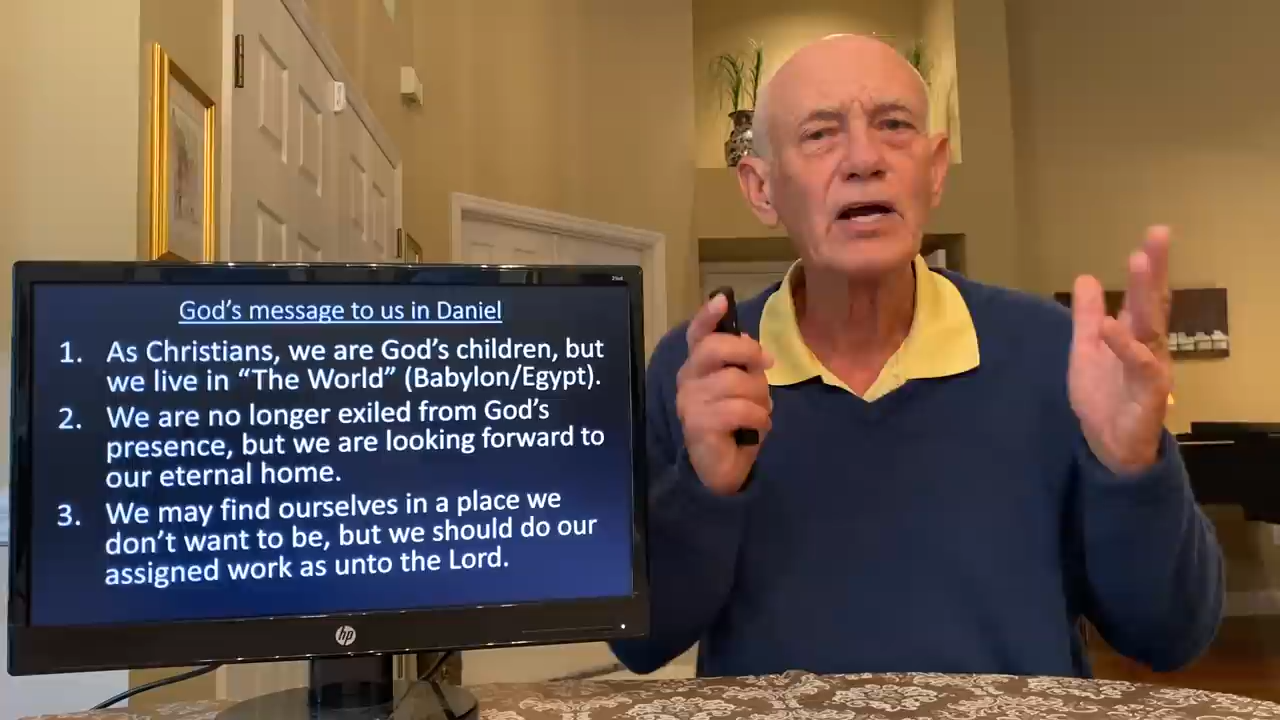 God's message to us in Daniel
1. As Christians, we are God's children, but
we live in “The World” (Babylon/Egypt).
2. We are no longer exiled from God's
presence, but we are looking forward to
our eternal home.
3. We may find ourselves in a place we
don't want to be, but we should do our
assigned work as unto the Lord.
hp